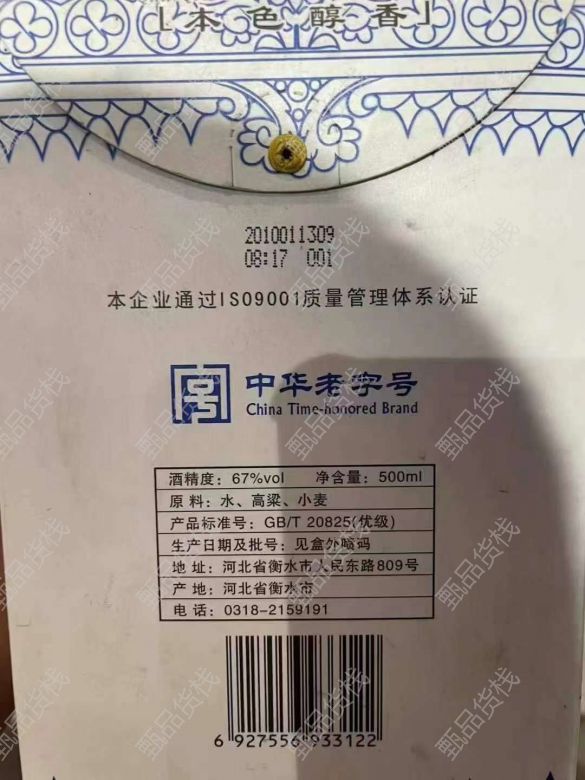 [本色醇香]
2010011309
08:17 001
本企业通过ISO9001质量管理体系认证
中华老字号
China Time-honored Brand
酒精度：67%vol 净含量：500ml
原料：水、高粱、小麦
产品标准号：GB/T 20825(优级)
生产日期及批号：见盒外喷码
地址：河北省衡水市人民东路809号
产地：河北省衡水市
电话：0318-2159191
6 927556 933122
甄品货栈